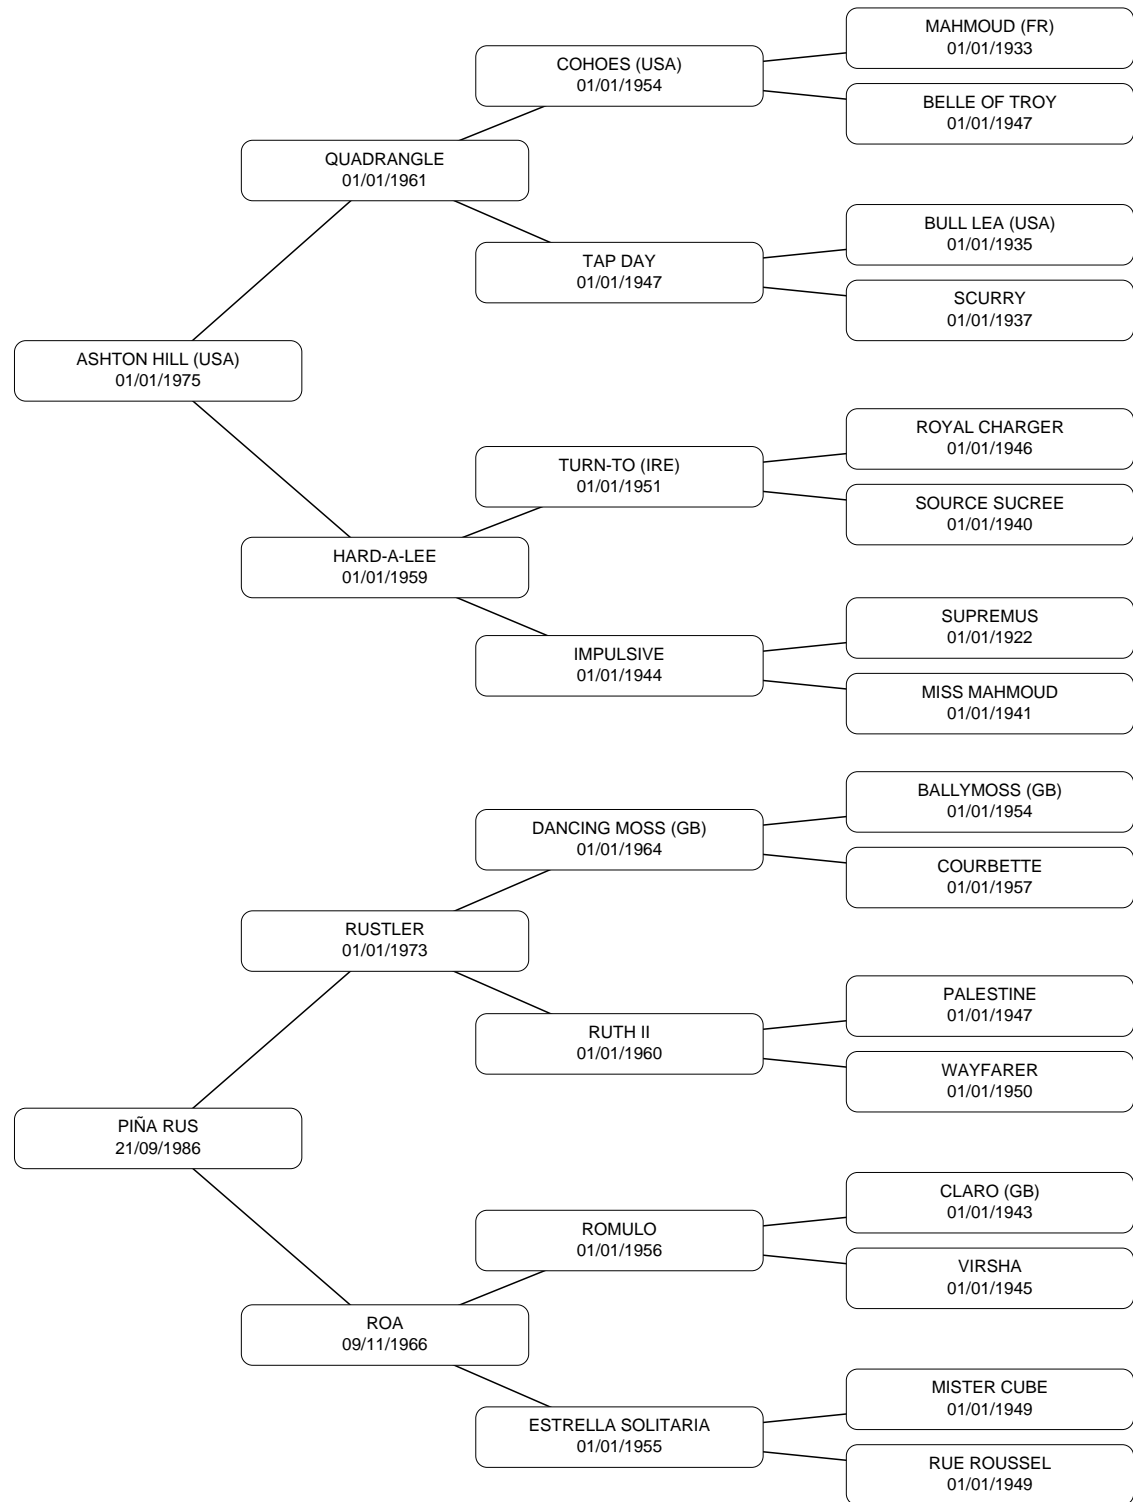 MAHMOUD (FR)
01/01/1933
COHOES (USA)
01/01/1954
BELLE OF TROY
01/01/1947
QUADRANGLE
01/01/1961
BULL LEA (USA)
01/01/1935
TAP DAY
01/01/1947
SCURRY
01/01/1937
ASHTON HILL (USA)
01/01/1975
ROYAL CHARGER
01/01/1946
TURN-TO (IRE)
01/01/1951
SOURCE SUCREE
01/01/1940
HARD-A-LEE
01/01/1959
SUPREMUS
01/01/1922
IMPULSIVE
01/01/1944
MISS MAHMOUD
01/01/1941
BALLYMOSS (GB)
01/01/1954
DANCING MOSS (GB)
01/01/1964
COURBETTE
01/01/1957
RUSTLER
01/01/1973
PALESTINE
01/01/1947
RUTH II
01/01/1960
WAYFARER
01/01/1950
PIÑA RUS
21/09/1986
CLARO (GB)
01/01/1943
ROMULO
01/01/1956
VIRSHA
01/01/1945
ROA
09/11/1966
MISTER CUBE
01/01/1949
ESTRELLA SOLITARIA
01/01/1955
RUE ROUSSEL
01/01/1949